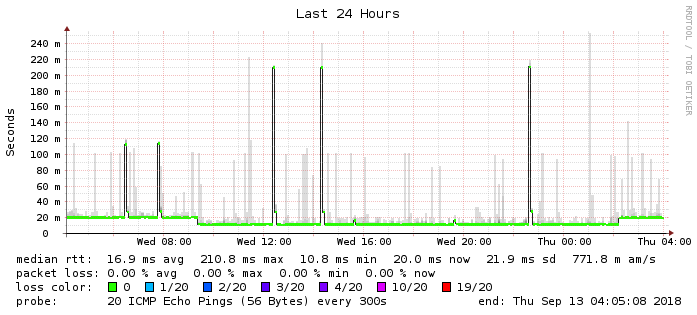 Last 24 Hours
RRDTOOL / TOBI OETIKER
Seconds
240 m
220 m
200 m
180 m
160 m
140 m
120 m
100 m
80 m
60 m
40 m
20 m
0
Wed 08:00 Wed 12:00 Wed 16:00 Wed 20:00 Thu 00:00 Thu 04:00
median rtt: 16.9 ms avg 210.8 ms max 10.8 ms min 20.0 ms now 21.9 ms sd 771.8 m am/s
packet loss: 0.00 % avg 0.00 % max 0.00 % min 0.00 % now
loss color: 0 1/20 2/20 3/20 4/20 10/20 19/20
probe: 20 ICMP Echo Pings (56 Bytes) every 300s end: Thu Sep 13 04:05:08 2018